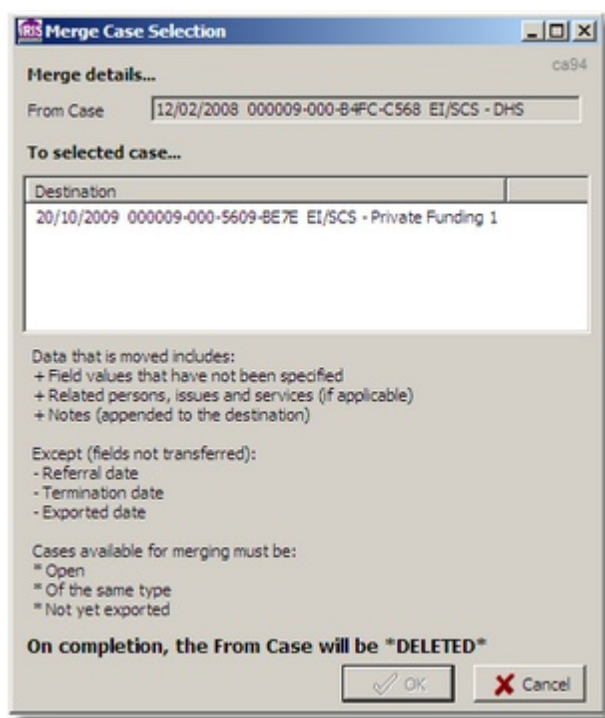 IRIS Merge Case Selection
ca94
Merge details...
From Case 12/02/2008 000009-000-B4FC-C568 EI/SCS - DHS
To selected case...
Destination
20/10/2009 000009-000-5609-BE7E EI/SCS - Private Funding 1
Data that is moved includes:
+ Field values that have not been specified
+ Related persons, issues and services (if applicable)
+ Notes (appended to the destination)
Except (fields not transferred):
- Referral date
- Termination date
- Exported date
Cases available for merging must be:
* Open
* Of the same type
* Not yet exported
On completion, the From Case will be *DELETED*
OK Cancel